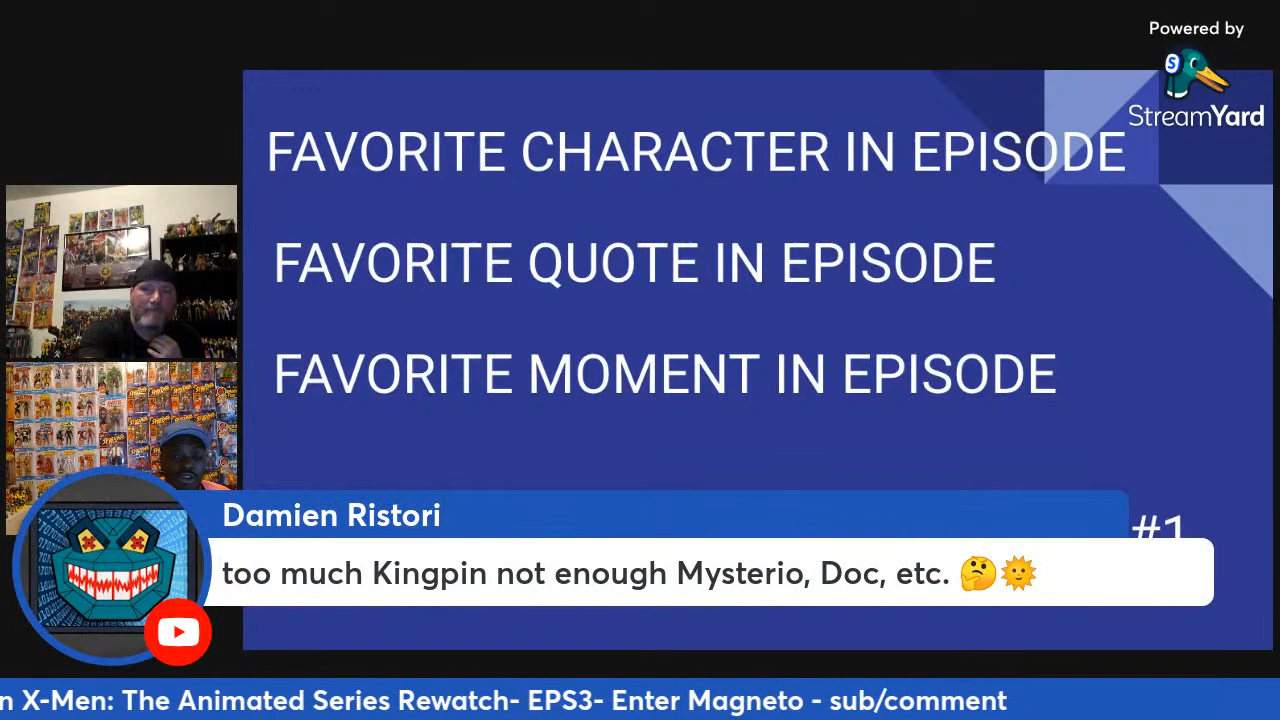 Powered by
StreamYard
FAVORITE CHARACTER IN EPISODE
FAVORITE QUOTE IN EPISODE
FAVORITE MOMENT IN EPISODE
#1
Damien Ristori
too much Kingpin not enough Mysterio, Doc, etc. 🤔🌞
n X-Men: The Animated Series Rewatch- EPS3- Enter Magneto - sub/comment